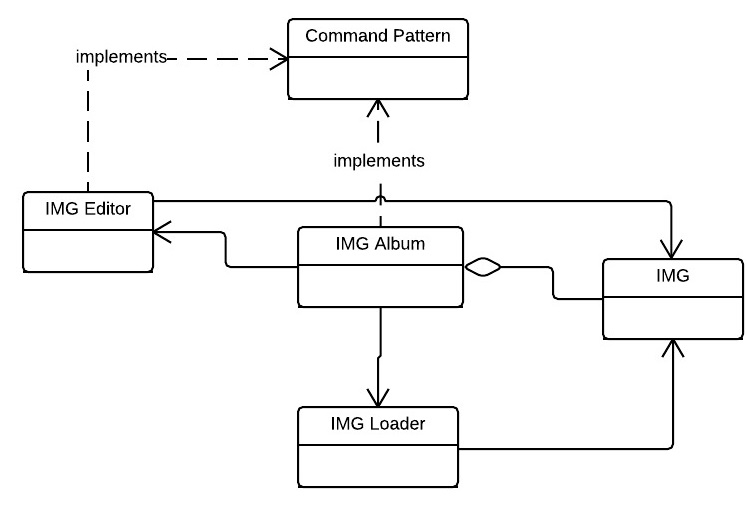 Command Pattern
implements
implements
IMG Editor
IMG Album
IMG
IMG Loader